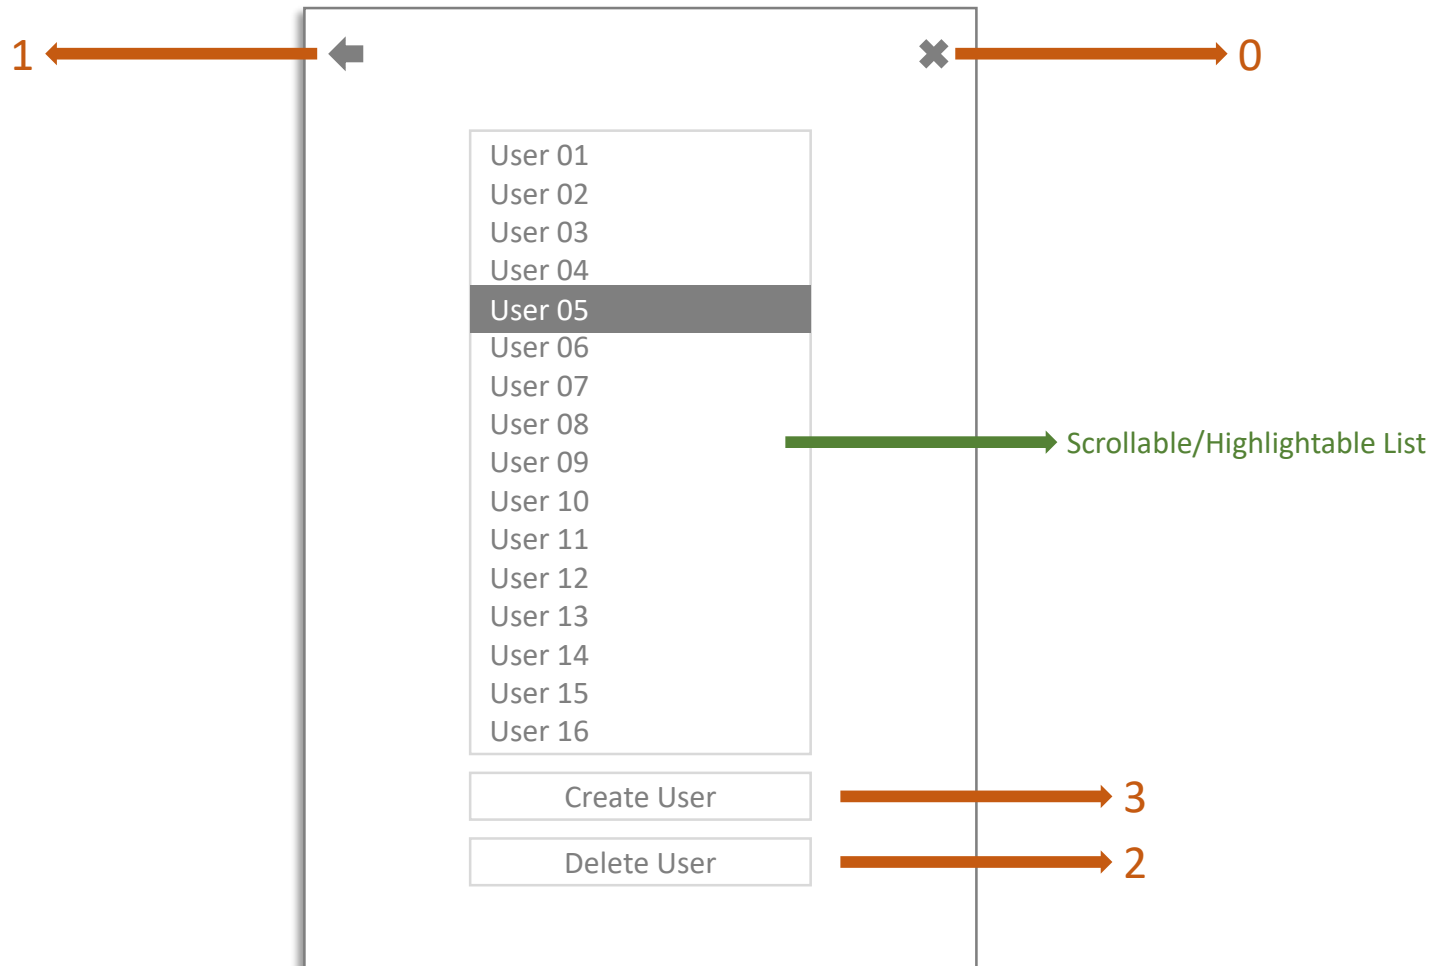 1
0
User 01
User 02
User 03
User 04
User 05
User 06
User 07
User 08
User 09
User 10
User 11
User 12
User 13
User 14
User 15
User 16
Scrollable/Highlightable List
Create User
3
Delete User
2